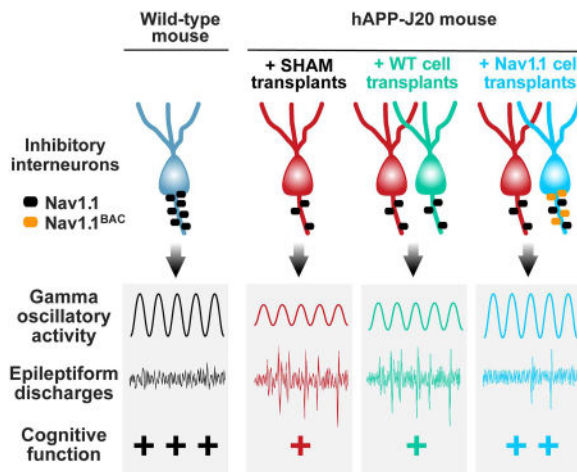 Wild-type
mouse
hAPP-J20 mouse
+ SHAM
transplants
+ WT cell
transplants
+ Nav1.1 cell
transplants
Inhibitory
interneurons
Nav1.1
Nav1.1BAC
Gamma
oscillatory
activity
Epileptiform
discharges
Cognitive
function
+ + +
+
+
+ +